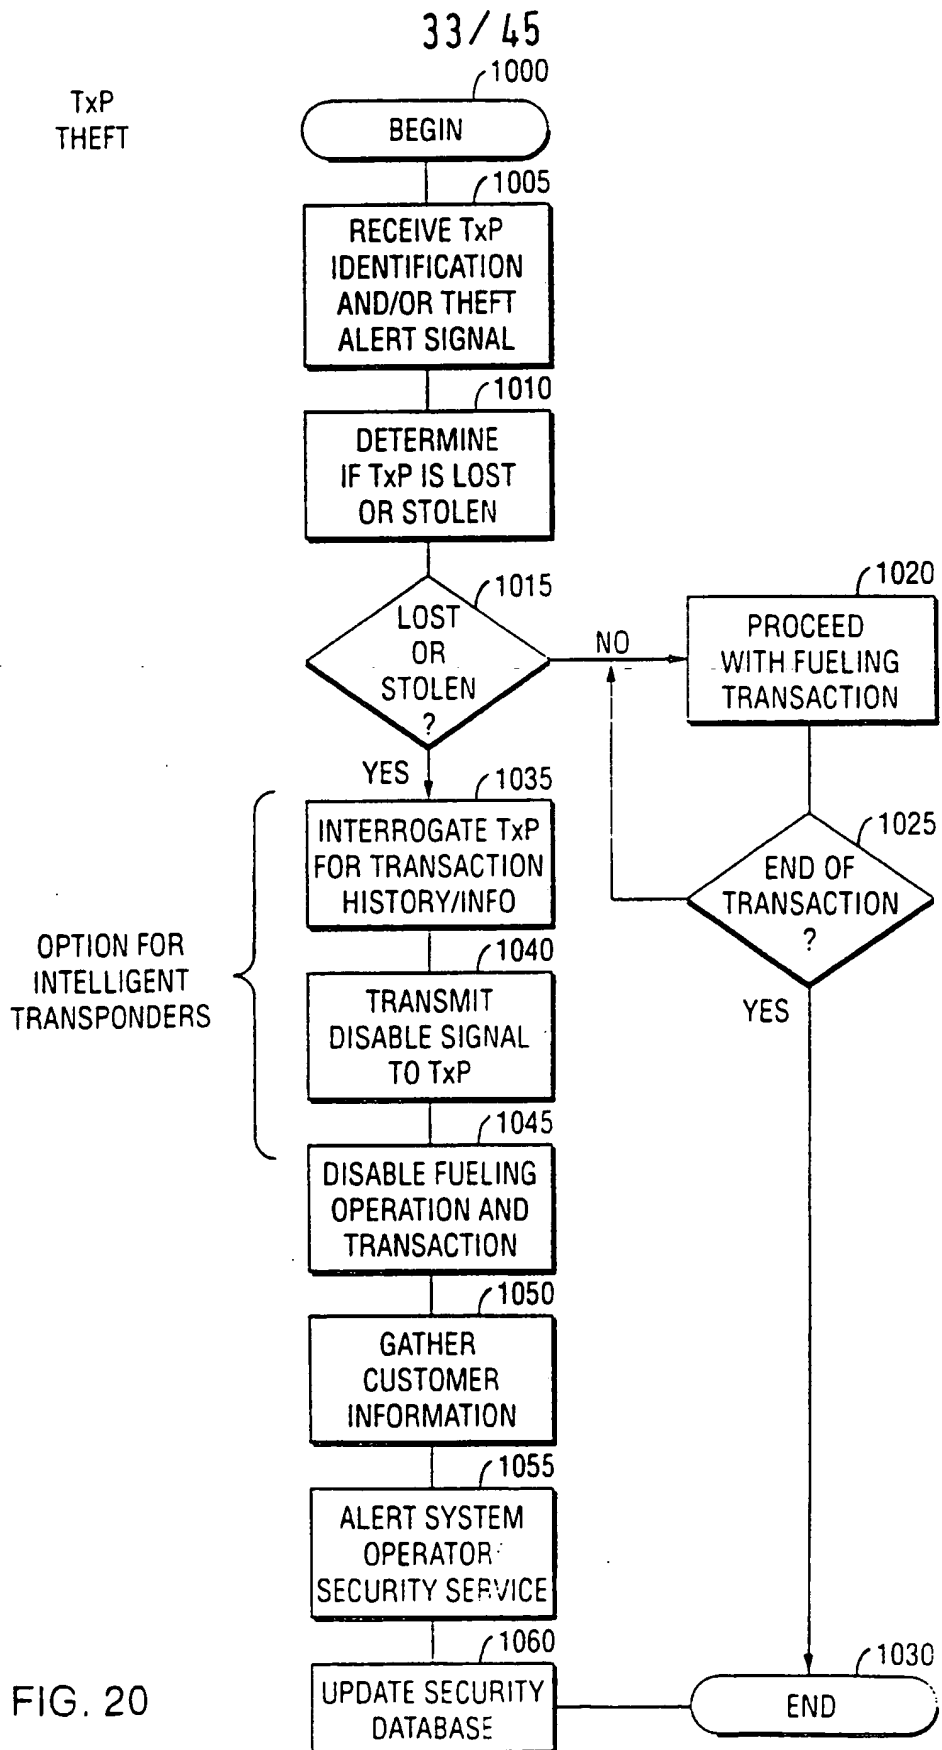 33/45
TxP
THEFT
1000
BEGIN
1005
RECEIVE TxP
IDENTIFICATION
AND/OR THEFT
ALERT SIGNAL
1010
DETERMINE
IF TxP IS LOST
OR STOLEN
1015
LOST
OR
STOLEN
?
NO
1020
PROCEED
WITH FUELING
TRANSACTION
YES
1025
END OF
TRANSACTION
?
YES
1035
INTERROGATE TxP
FOR TRANSACTION
HISTORY/INFO
OPTION FOR
INTELLIGENT
TRANSPONDERS
1040
TRANSMIT
DISABLE SIGNAL
TO TxP
1045
DISABLE FUELING
OPERATION AND
TRANSACTION
1050
GATHER
CUSTOMER
INFORMATION
1055
ALERT SYSTEM
OPERATOR
SECURITY SERVICE
1060
UPDATE SECURITY
DATABASE
1030
END
FIG. 20